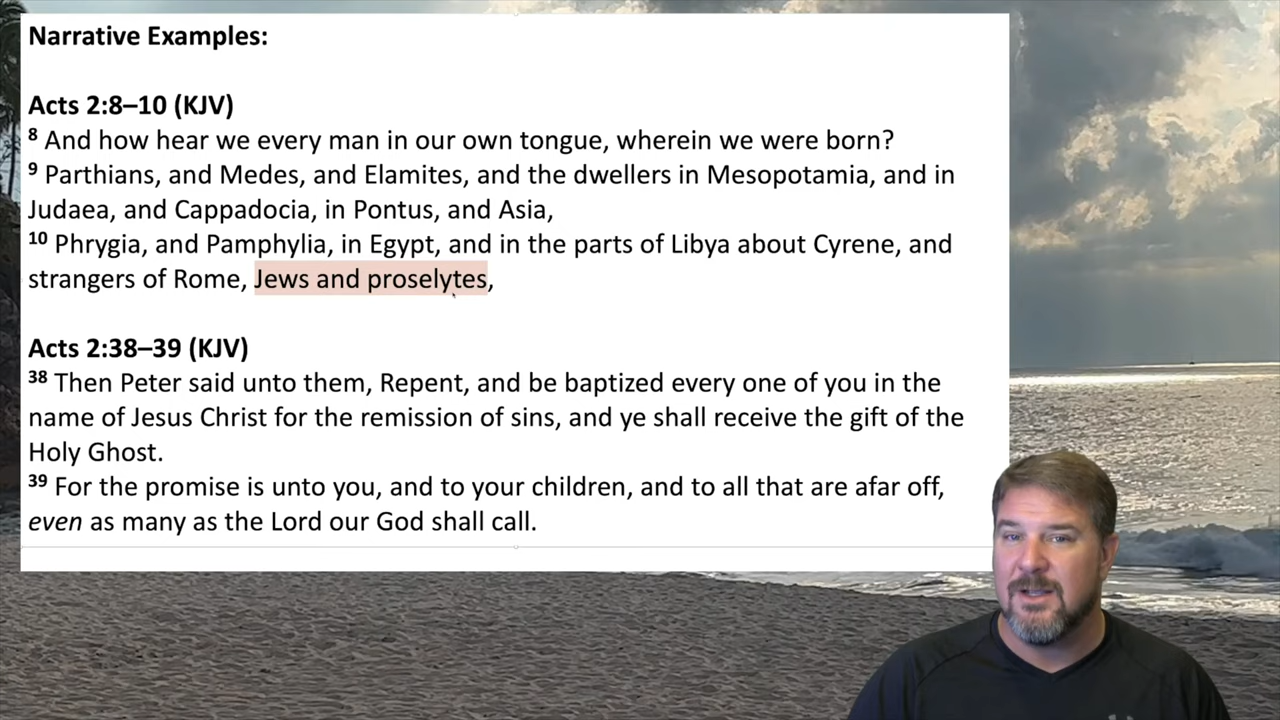 Narrative Examples:
Acts 2:8–10 (KJV)
8 And how hear we every man in our own tongue, wherein we were born?
9 Parthians, and Medes, and Elamites, and the dwellers in Mesopotamia, and in
Judaea, and Cappadocia, in Pontus, and Asia,
10 Phrygia, and Pamphylia, in Egypt, and in the parts of Libya about Cyrene, and
strangers of Rome, Jews and proselytes,
Acts 2:38–39 (KJV)
38 Then Peter said unto them, Repent, and be baptized every one of you in the
name of Jesus Christ for the remission of sins, and ye shall receive the gift of the
Holy Ghost.
39 For the promise is unto you, and to your children, and to all that are afar off,
even as many as the Lord our God shall call.